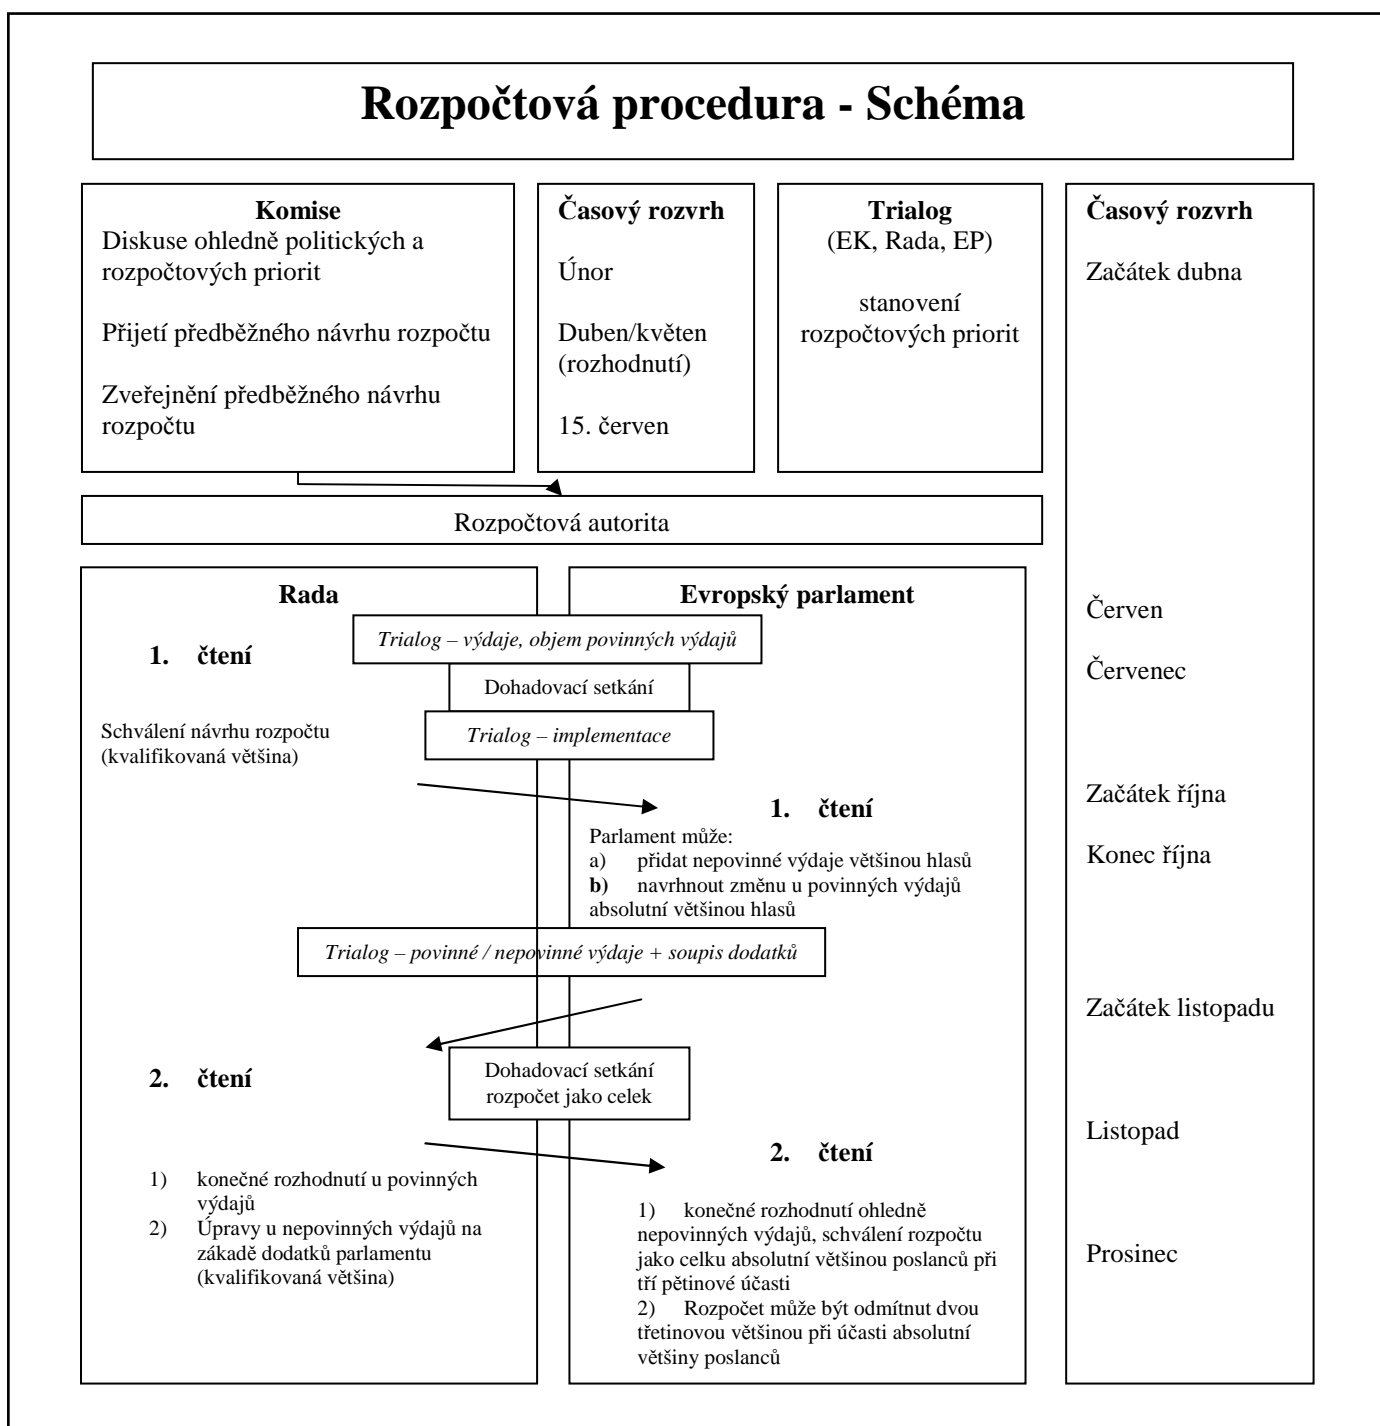 Rozpočtová procedura - Schéma
Komise
Diskuse ohledně politických a
rozpočtových priorit
Přijetí předběžného návrhu rozpočtu
Zveřejnění předběžného návrhu
rozpočtu
Časový rozvrh
Únor
Duben/květen
(rozhodnutí)
15. červen
Trialog
(EK, Rada, EP)
stanovení
rozpočtových priorit
Časový rozvrh
Začátek dubna
Červen
Červenec
Začátek října
Konec října
Začátek listopadu
Listopad
Prosinec
Rozpočtová autorita
Rada
Evropský parlament
Trialog – výdaje, objem povinných výdajů
1. čtení
Dohadovací setkání
Schválení návrhu rozpočtu
(kvalifikovaná většina)
Trialog – implementace
1. čtení
Parlament může:
a) přidat nepovinné výdaje většinou hlasů
b) navrhnout změnu u povinných výdajů
absolutní většinou hlasů
Trialog – povinné / nepovinné výdaje + soupis dodatků
2. čtení
Dohadovací setkání
rozpočet jako celek
2. čtení
1) konečné rozhodnutí u povinných
výdajů
2) Úpravy u nepovinných výdajů na
zákadě dodatků parlamentu
(kvalifikovaná většina)
1) konečné rozhodnutí ohledně
nepovinných výdajů, schválení rozpočtu
jako celku absolutní většinou poslanců při
tří pětinové účasti
2) Rozpočet může být odmítnut dvou
třetinovou většinou při účasti absolutní
většiny poslanců